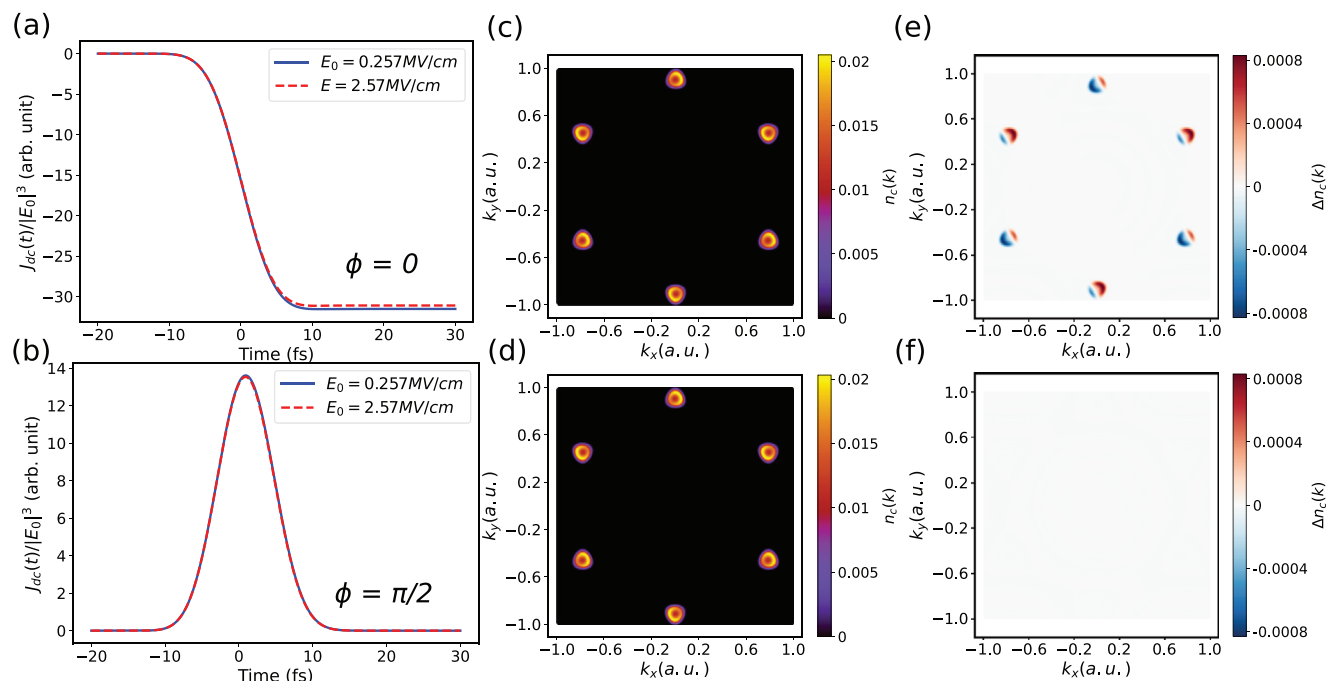 (a)
J_dc(t)/|E_0|^3 (arb. unit)
0
−5
−10
−15
−20
−25
−30
E_0 = 0.257MV/cm
E = 2.57MV/cm
ϕ = 0
−20 −10 0 10 20 30
Time (fs)
(b)
J_dc(t)/|E_0|^3 (arb. unit)
14
12
10
8
6
4
2
0
E_0 = 0.257MV/cm
E_0 = 2.57MV/cm
ϕ = π/2
−20 −10 0 10 20 30
Time (fs)
(c)
k_y(a.u.)
1.0
0.6
0.2
−0.2
−0.6
−1.0
−1.0 −0.6 −0.2 0.2 0.6 1.0
k_x(a.u.)
0.02
0.015
0.01
0.005
0
n_c(k)
(d)
k_y(a.u.)
1.0
0.6
0.2
−0.2
−0.6
−1.0
−1.0 −0.6 −0.2 0.2 0.6 1.0
k_x(a.u.)
0.02
0.015
0.01
0.005
0
n_c(k)
(e)
k_y(a.u.)
1.0
0.6
0.2
−0.2
−0.6
−1.0
-1.0 -0.6 -0.2 0.2 0.6 1.0
k_x(a.u.)
0.0008
0.0004
0
-0.0004
-0.0008
Δn_c(k)
(f)
k_y(a.u.)
1.0
0.6
0.2
−0.2
−0.6
−1.0
-1.0 -0.6 -0.2 0.2 0.6 1.0
k_x(a.u.)
0.0008
0.0004
0
-0.0004
-0.0008
Δn_c(k)